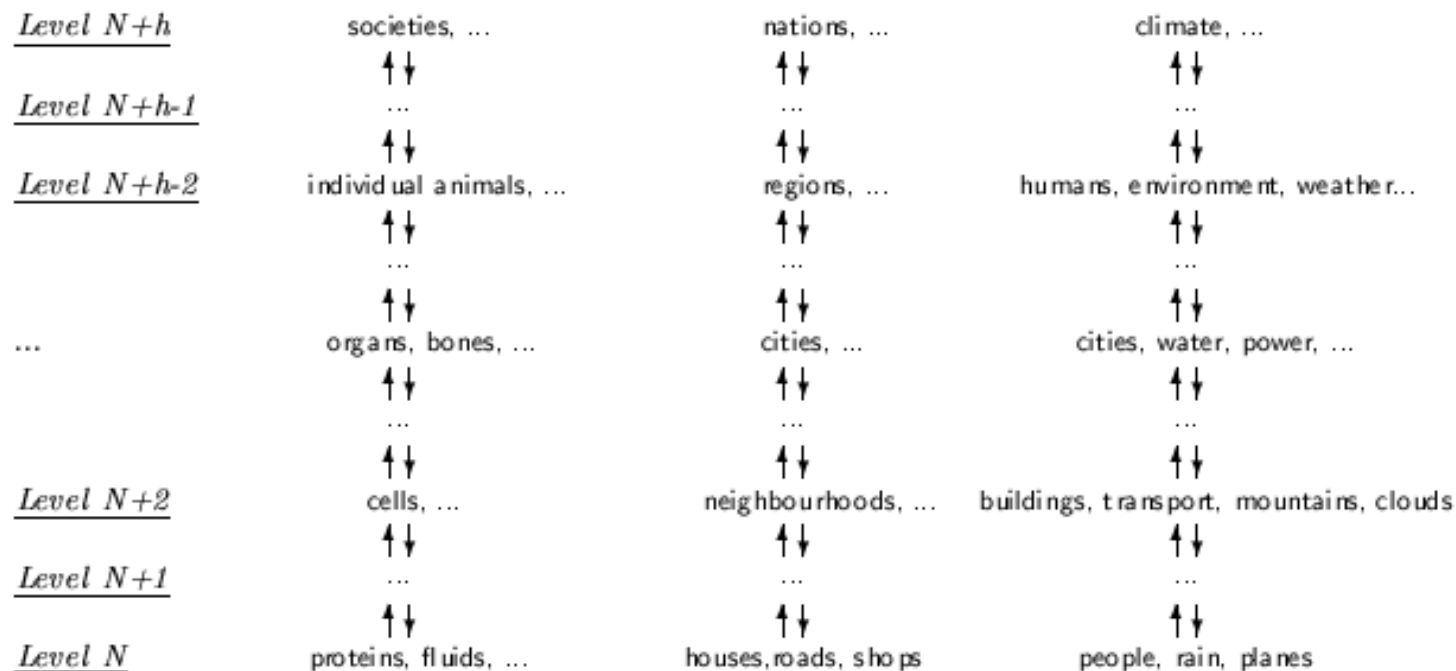 Level N+h societies, ... nations, ... climate, ...
Level N+h-1 ... ... ...
Level N+h-2 individual animals, ... regions, ... humans, environment, weather...
... ... ...
... organs, bones, ... cities, ... cities, water, power, ...
... ... ...
Level N+2 cells, ... neighbourhoods, ... buildings, transport, mountains, clouds
Level N+1 ... ... ...
Level N proteins, fluids, ... houses,roads, shops people, rain, planes